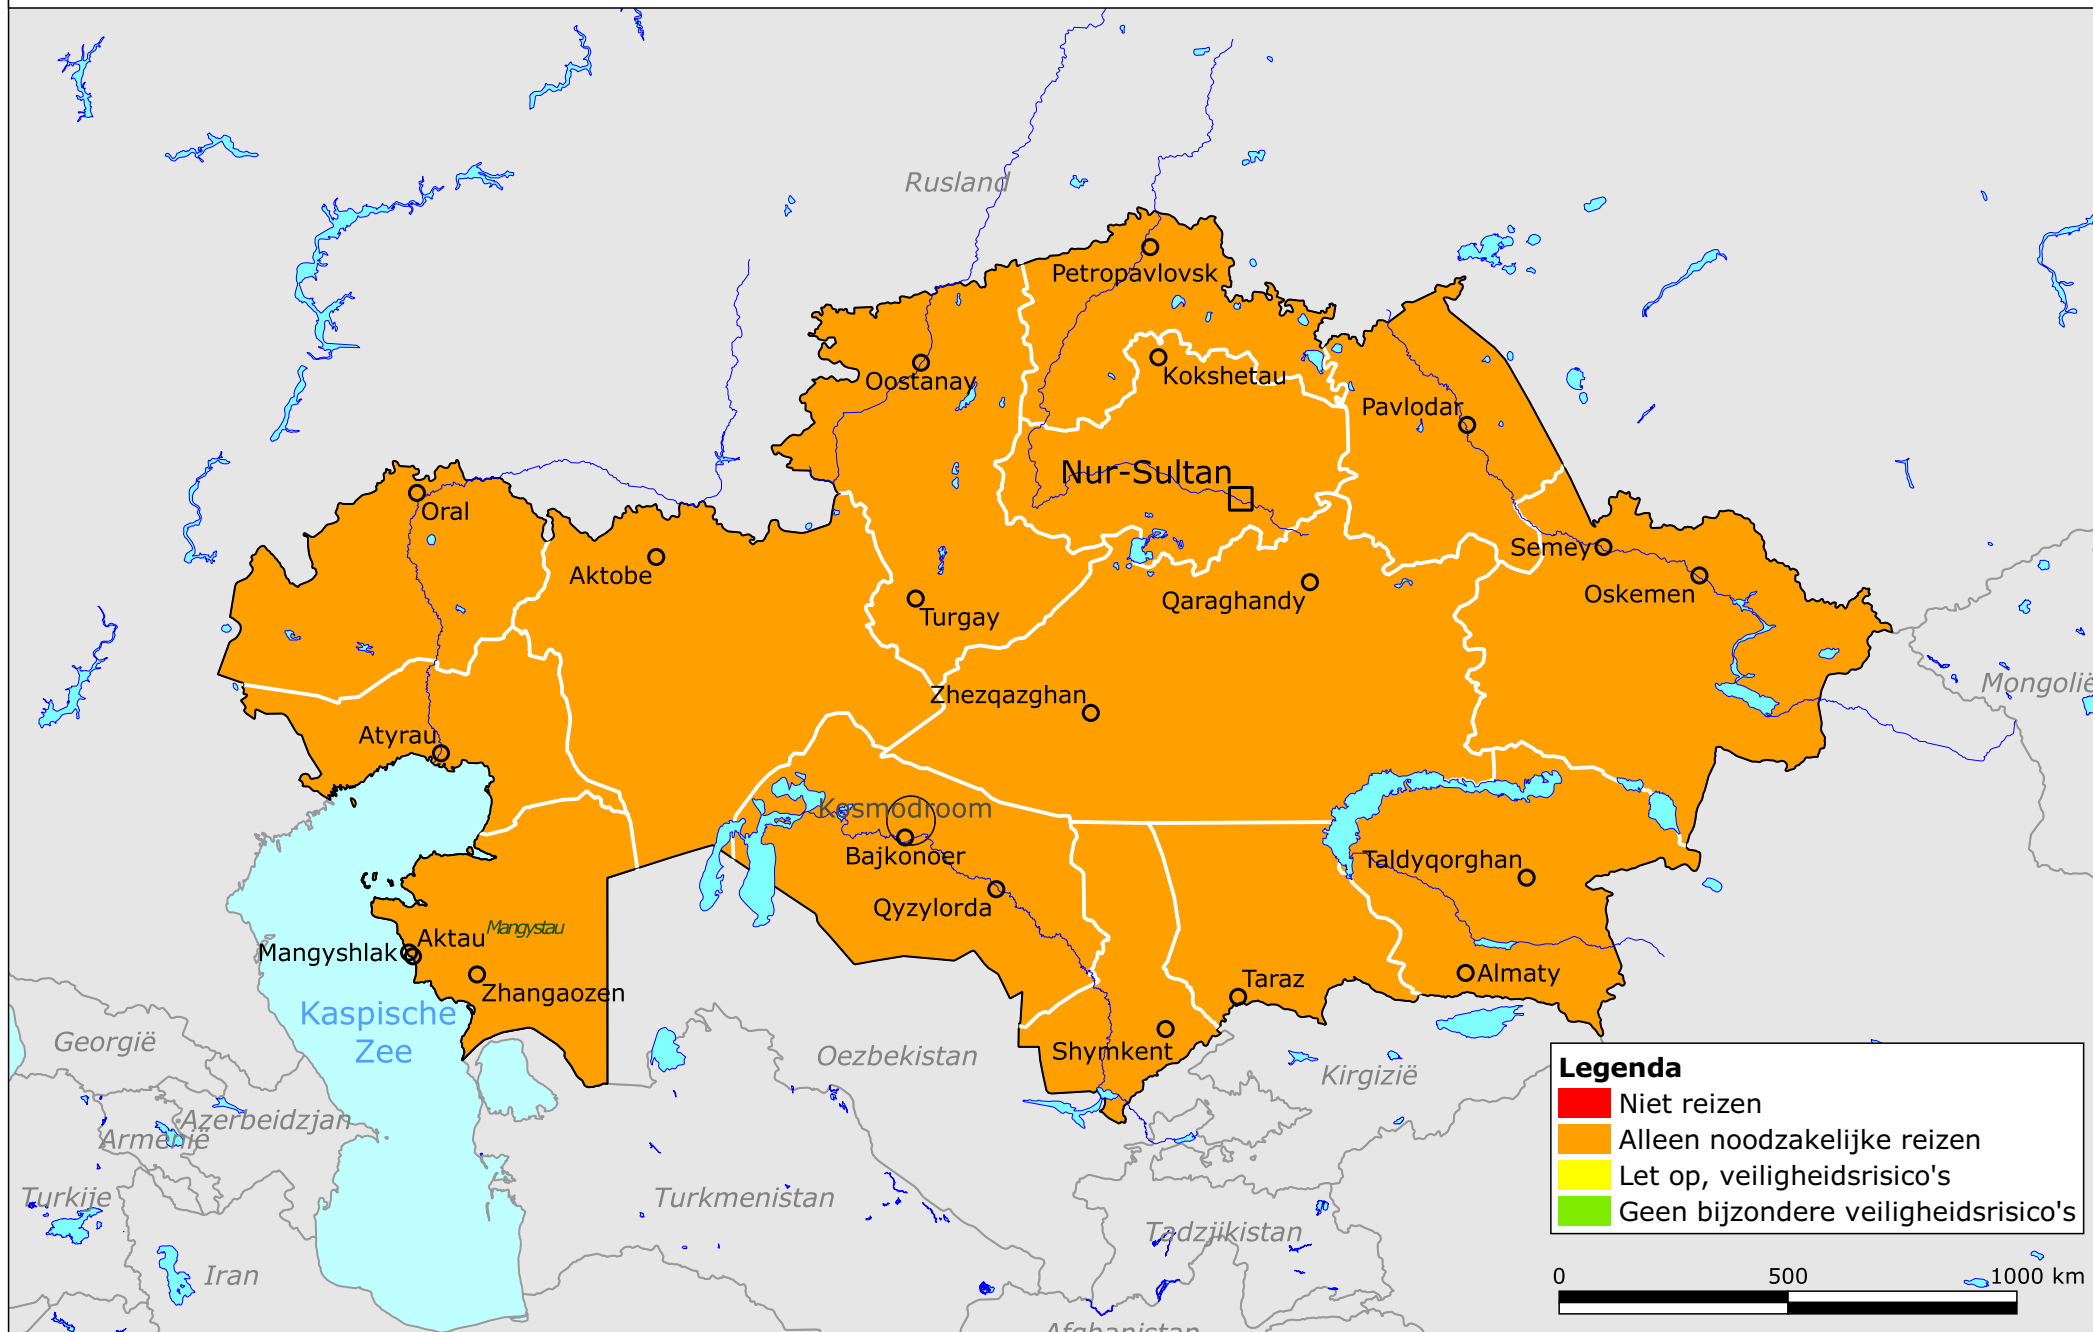 Rusland
Petropavlovsk
Oostanay
Kokshetau
Pavlodar
Nur-Sultan
Oral
Semey
Aktobe
Oskemen
Qaraghandy
Turgay
Mongolië
Zhezqazghan
Atyrau
Kosmodroom
Bajkonoer
Taldyqorghan
Qyzylorda
Mangystau
Aktau
Mangyshlak
Zhangaozen
Taraz
Almaty
Kaspische
Zee
Georgië
Oezbekistan
Shymkent
Kirgizië
Azerbeidzjan
Armenië
Turkije
Turkmenistan
Tadzjikistan
Iran
Afghanistan
Legenda
Niet reizen
Alleen noodzakelijke reizen
Let op, veiligheidsrisico's
Geen bijzondere veiligheidsrisico's
0 500 1000 km